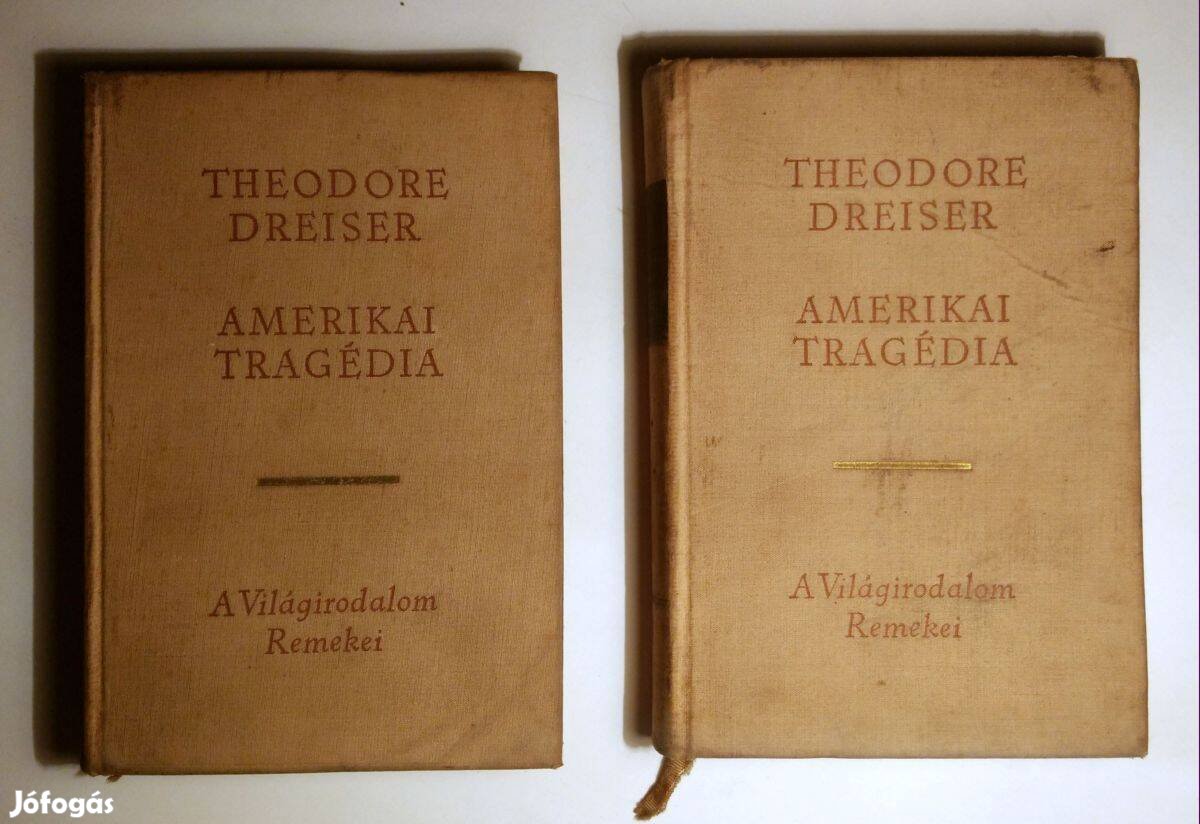 THEODORE
DREISER
AMERIKAI
TRAGÉDIA
A Világirodalom
Remekei
THEODORE
DREISER
AMERIKAI
TRAGÉDIA
A Világirodalom
Remekei
Jófogás